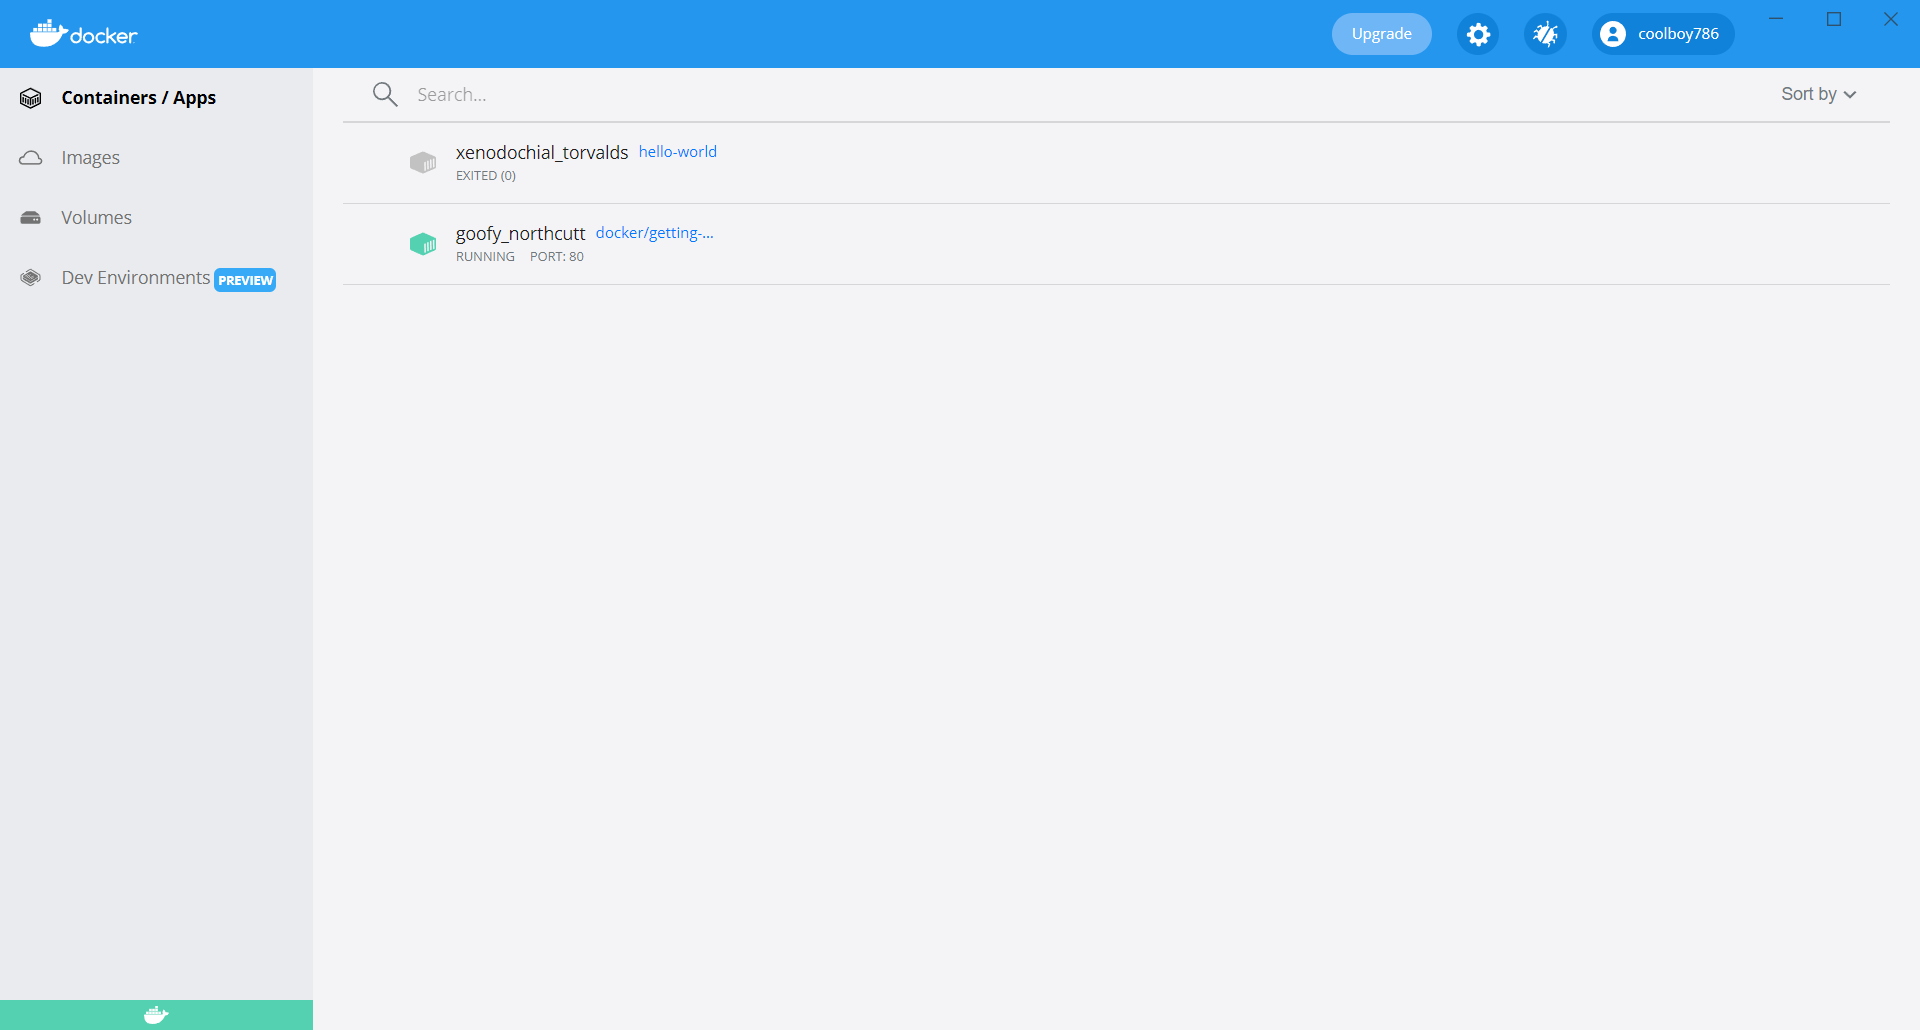 docker
Upgrade
coolboy786
Containers / Apps
Images
Volumes
Dev Environments PREVIEW
Search...
Sort by
xenodochial_torvalds hello-world
EXITED (0)
goofy_northcutt docker/getting-...
RUNNING PORT: 80